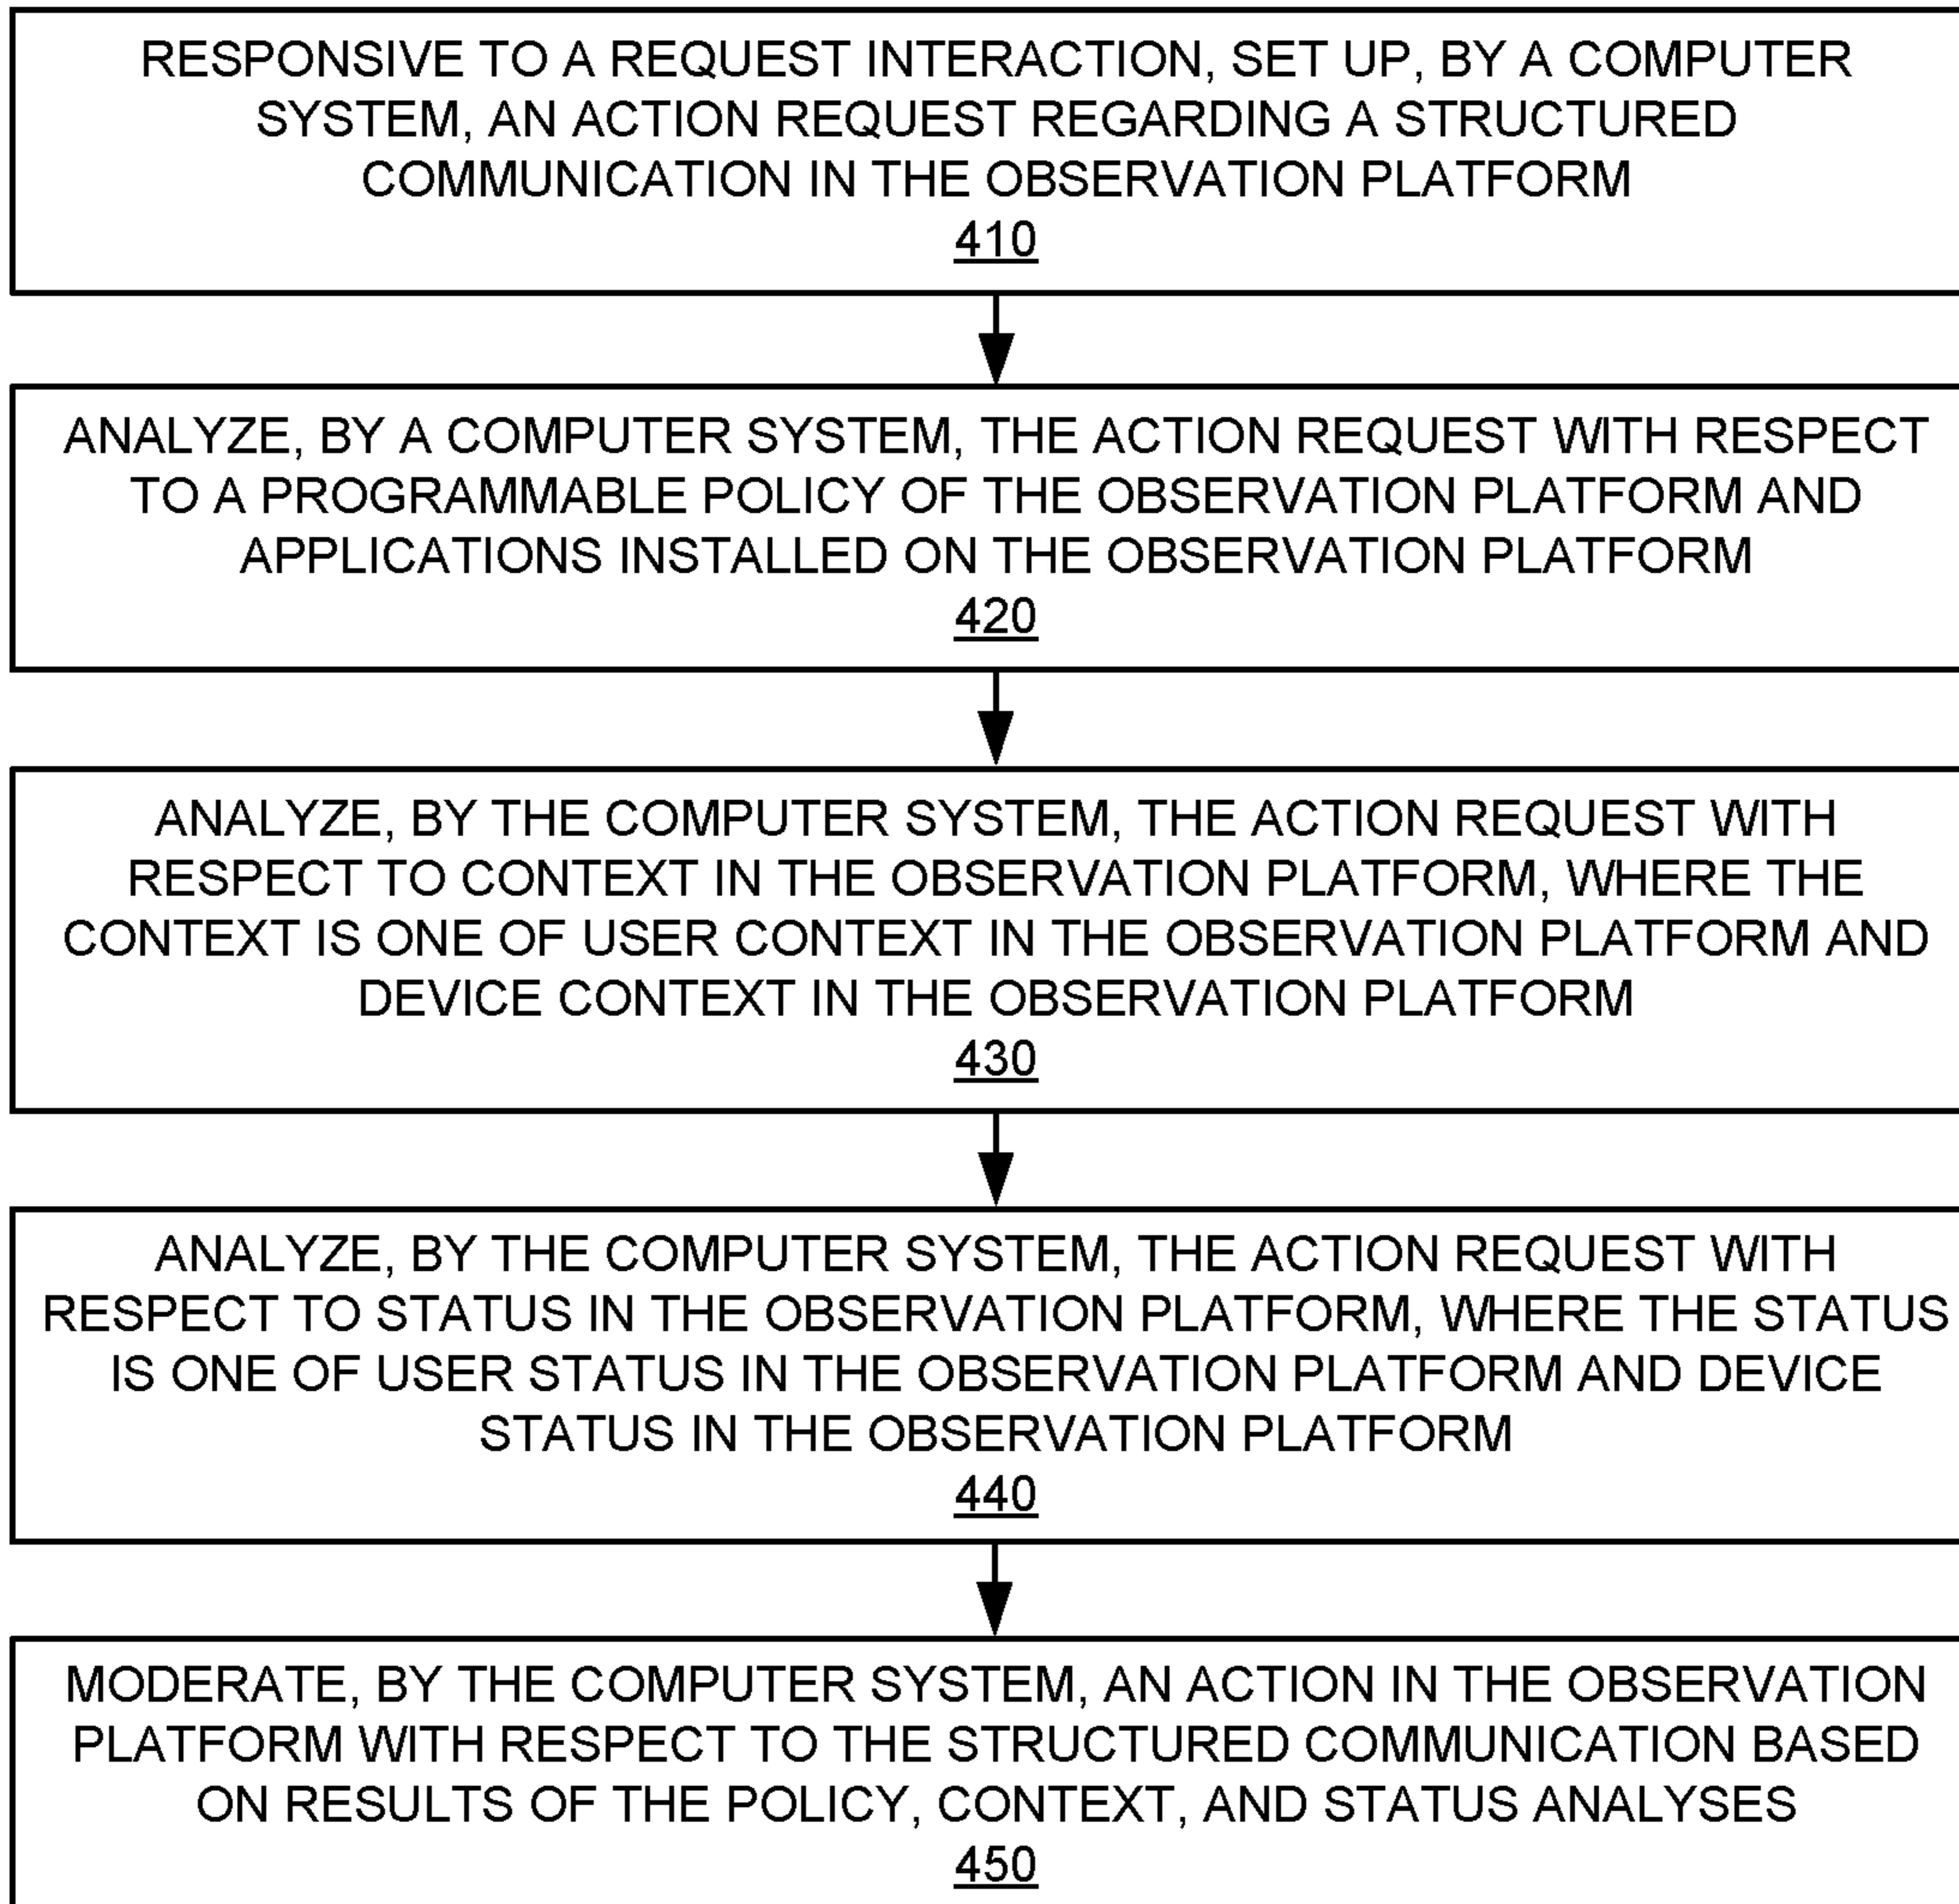 RESPONSIVE TO A REQUEST INTERACTION, SET UP, BY A COMPUTER
SYSTEM, AN ACTION REQUEST REGARDING A STRUCTURED
COMMUNICATION IN THE OBSERVATION PLATFORM
410
ANALYZE, BY A COMPUTER SYSTEM, THE ACTION REQUEST WITH RESPECT
TO A PROGRAMMABLE POLICY OF THE OBSERVATION PLATFORM AND
APPLICATIONS INSTALLED ON THE OBSERVATION PLATFORM
420
ANALYZE, BY THE COMPUTER SYSTEM, THE ACTION REQUEST WITH
RESPECT TO CONTEXT IN THE OBSERVATION PLATFORM, WHERE THE
CONTEXT IS ONE OF USER CONTEXT IN THE OBSERVATION PLATFORM AND
DEVICE CONTEXT IN THE OBSERVATION PLATFORM
430
ANALYZE, BY THE COMPUTER SYSTEM, THE ACTION REQUEST WITH
RESPECT TO STATUS IN THE OBSERVATION PLATFORM, WHERE THE STATUS
IS ONE OF USER STATUS IN THE OBSERVATION PLATFORM AND DEVICE
STATUS IN THE OBSERVATION PLATFORM
440
MODERATE, BY THE COMPUTER SYSTEM, AN ACTION IN THE OBSERVATION
PLATFORM WITH RESPECT TO THE STRUCTURED COMMUNICATION BASED
ON RESULTS OF THE POLICY, CONTEXT, AND STATUS ANALYSES
450